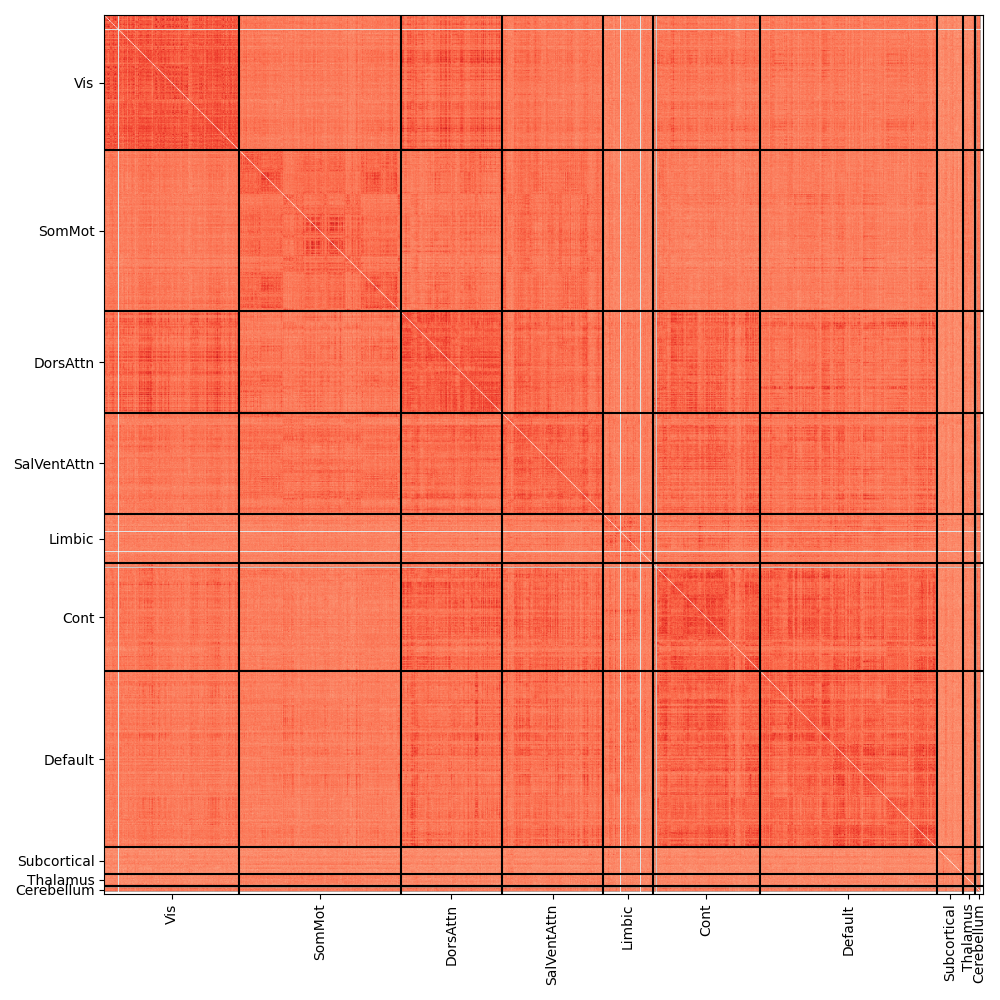 Vis
SomMot
DorsAttn
SalVentAttn
Limbic
Cont
Default
Subcortical
Thalamus
Cerebellum
Vis
SomMot
DorsAttn
SalVentAttn
Limbic
Cont
Default
Subcortical
Thalamus
Cerebellum